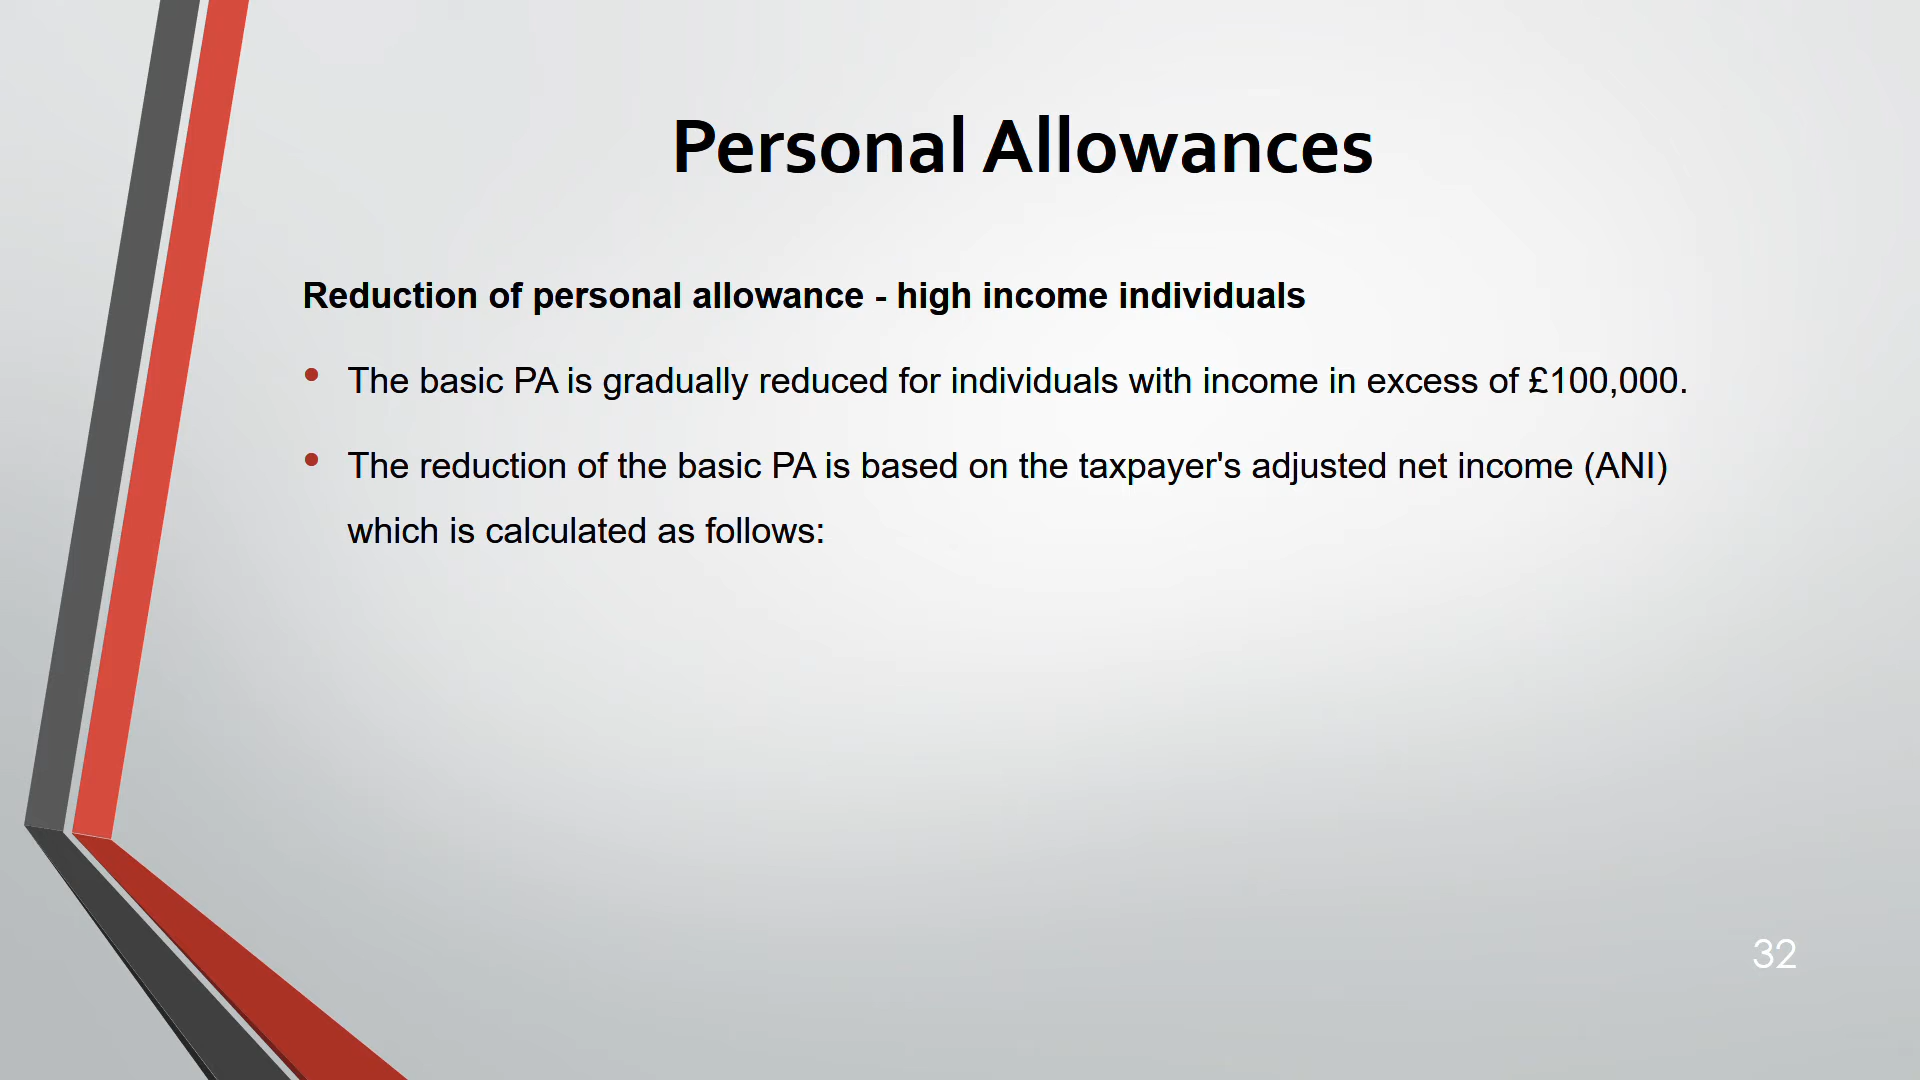 Personal Allowances
Reduction of personal allowance - high income individuals
• The basic PA is gradually reduced for individuals with income in excess of £100,000.
• The reduction of the basic PA is based on the taxpayer's adjusted net income (ANI)
which is calculated as follows:
32